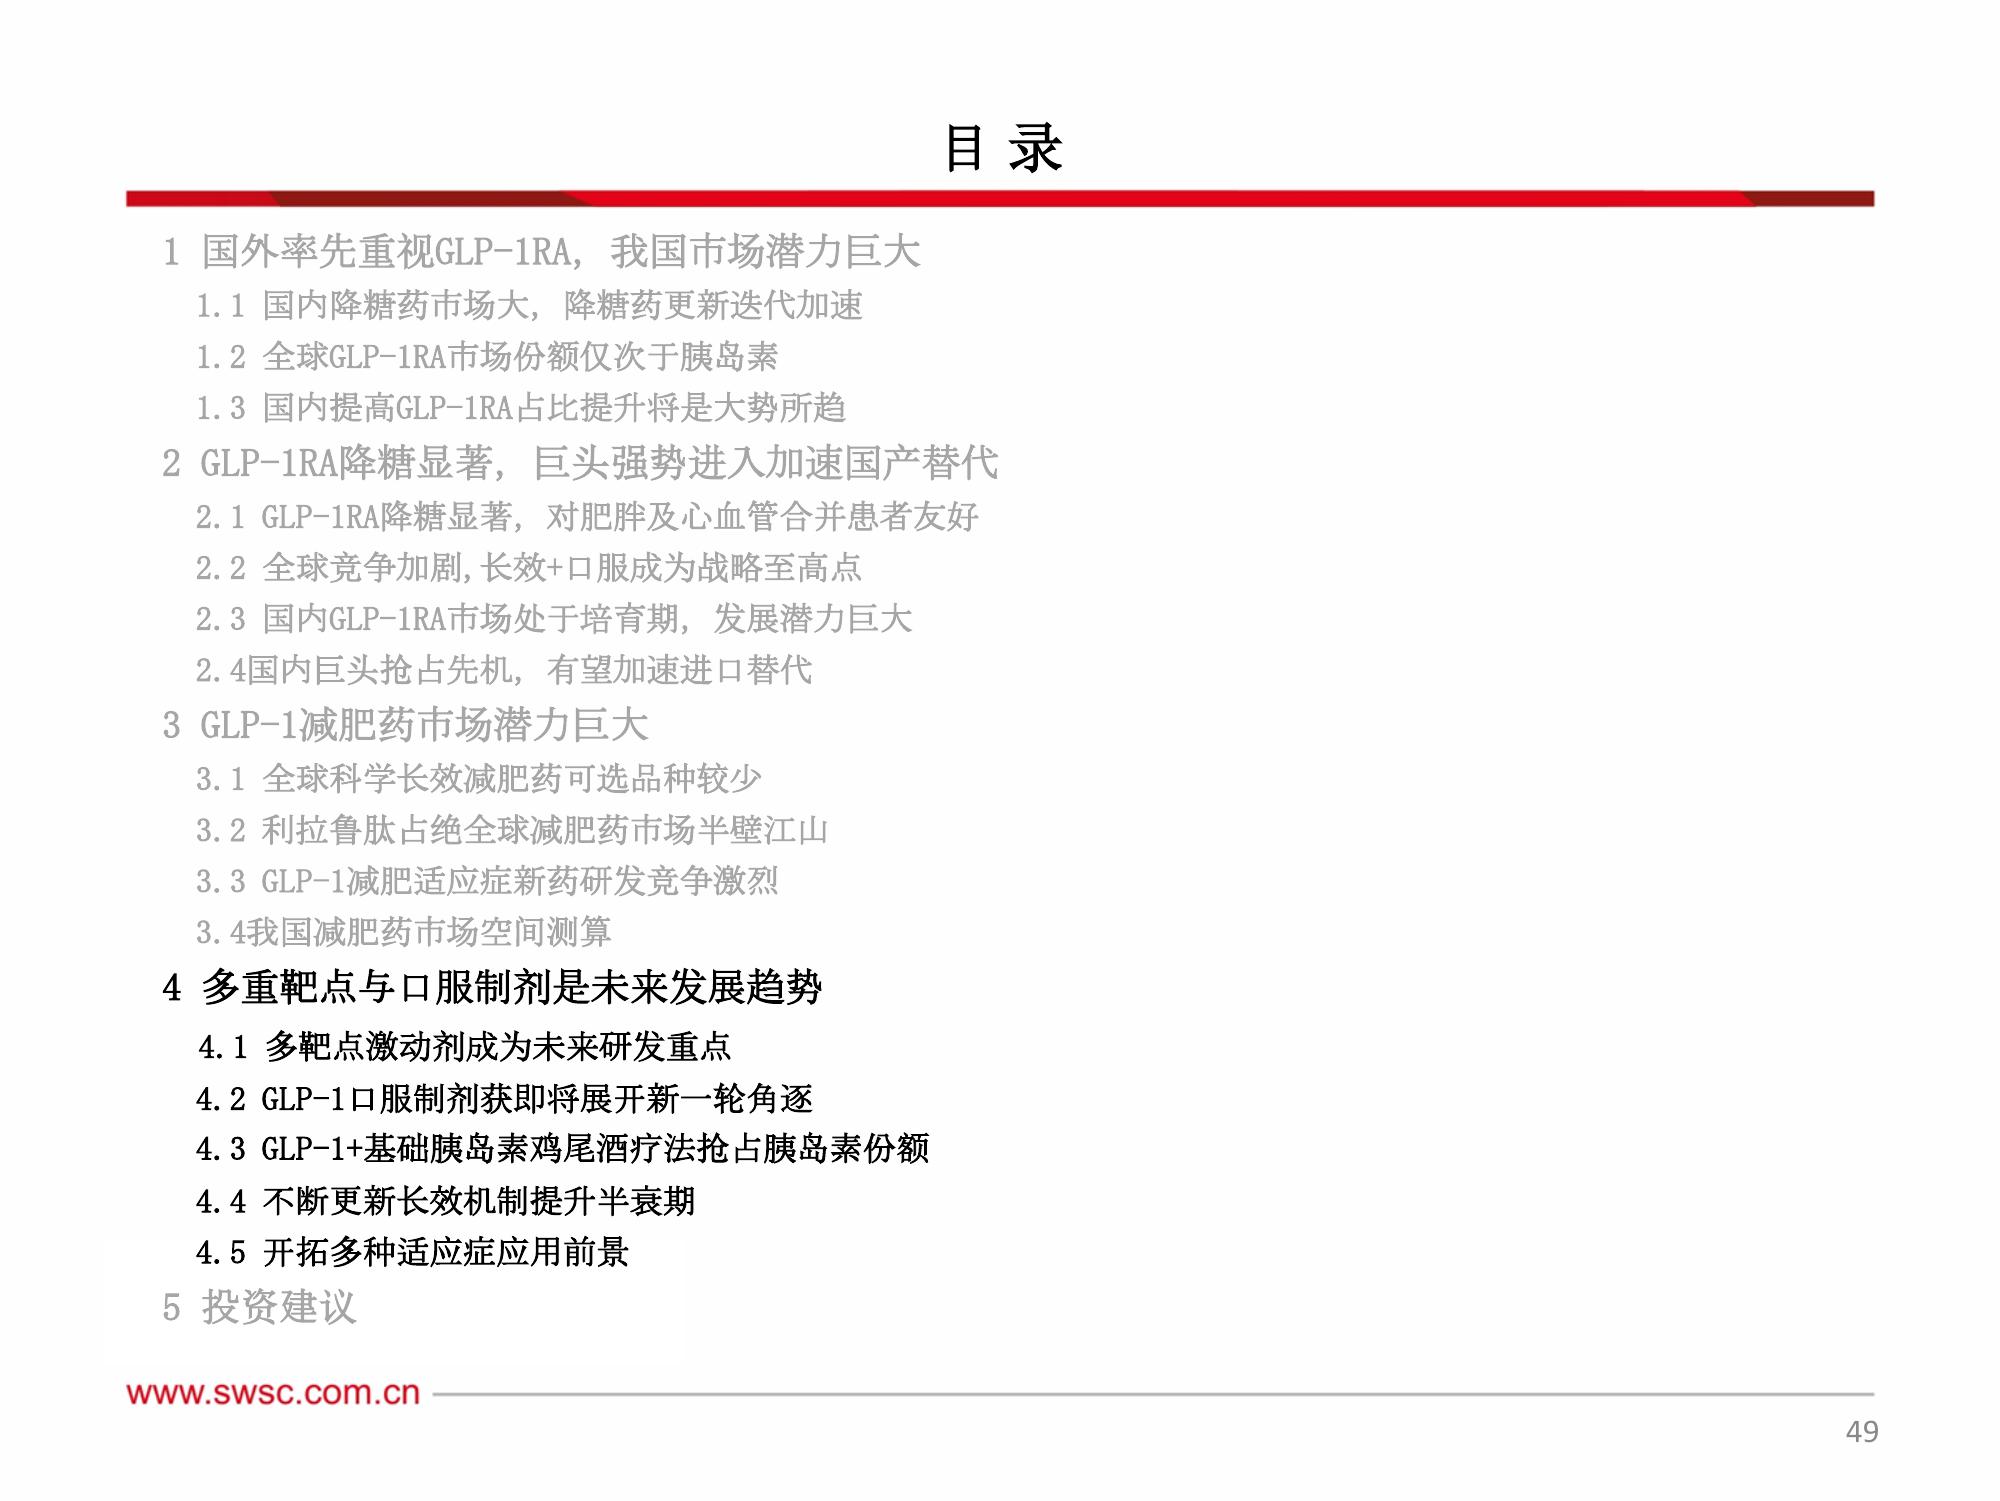 目 录
1 国外率先重视GLP-1RA，我国市场潜力巨大
1.1 国内降糖药市场大，降糖药更新迭代加速
1.2 全球GLP-1RA市场份额仅次于胰岛素
1.3 国内提高GLP-1RA占比提升将是大势所趋
2 GLP-1RA降糖显著，巨头强势进入加速国产替代
2.1 GLP-1RA降糖显著，对肥胖及心血管合并患者友好
2.2 全球竞争加剧,长效+口服成为战略至高点
2.3 国内GLP-1RA市场处于培育期，发展潜力巨大
2.4国内巨头抢占先机，有望加速进口替代
3 GLP-1减肥药市场潜力巨大
3.1 全球科学长效减肥药可选品种较少
3.2 利拉鲁肽占绝全球减肥药市场半壁江山
3.3 GLP-1减肥适应症新药研发竞争激烈
3.4我国减肥药市场空间测算
4 多重靶点与口服制剂是未来发展趋势
4.1 多靶点激动剂成为未来研发重点
4.2 GLP-1口服制剂获即将展开新一轮角逐
4.3 GLP-1+基础胰岛素鸡尾酒疗法抢占胰岛素份额
4.4 不断更新长效机制提升半衰期
4.5 开拓多种适应症应用前景
5 投资建议
www.swsc.com.cn
49